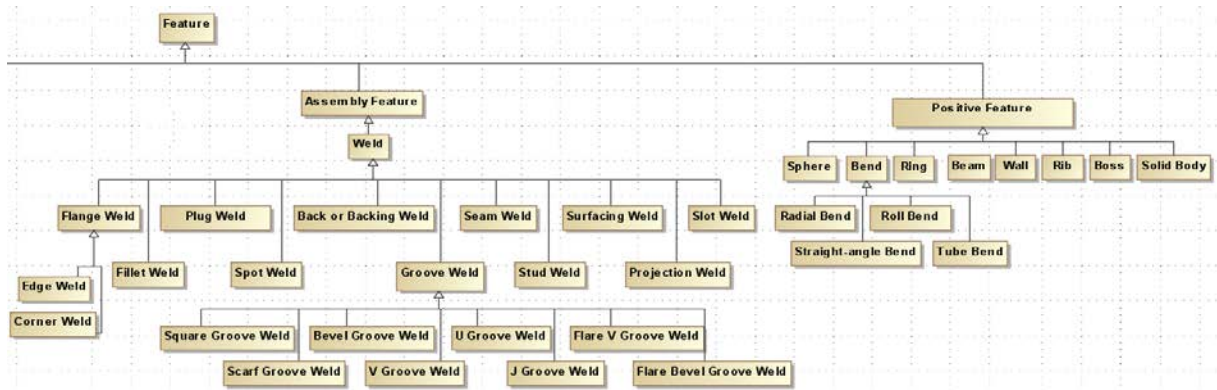 Feature
Assembly Feature
Positive Feature
Weld
Sphere
Bend
Ring
Beam
Wall
Rib
Boss
Solid Body
Flange Weld
Plug Weld
Back or Backing Weld
Seam Weld
Surfacing Weld
Slot Weld
Radial Bend
Roll Bend
Straight-angle Bend
Tube Bend
Edge Weld
Fillet Weld
Spot Weld
Groove Weld
Stud Weld
Projection Weld
Corner Weld
Square Groove Weld
Bevel Groove Weld
U Groove Weld
Flare V Groove Weld
Scarf Groove Weld
V Groove Weld
J Groove Weld
Flare Bevel Groove Weld